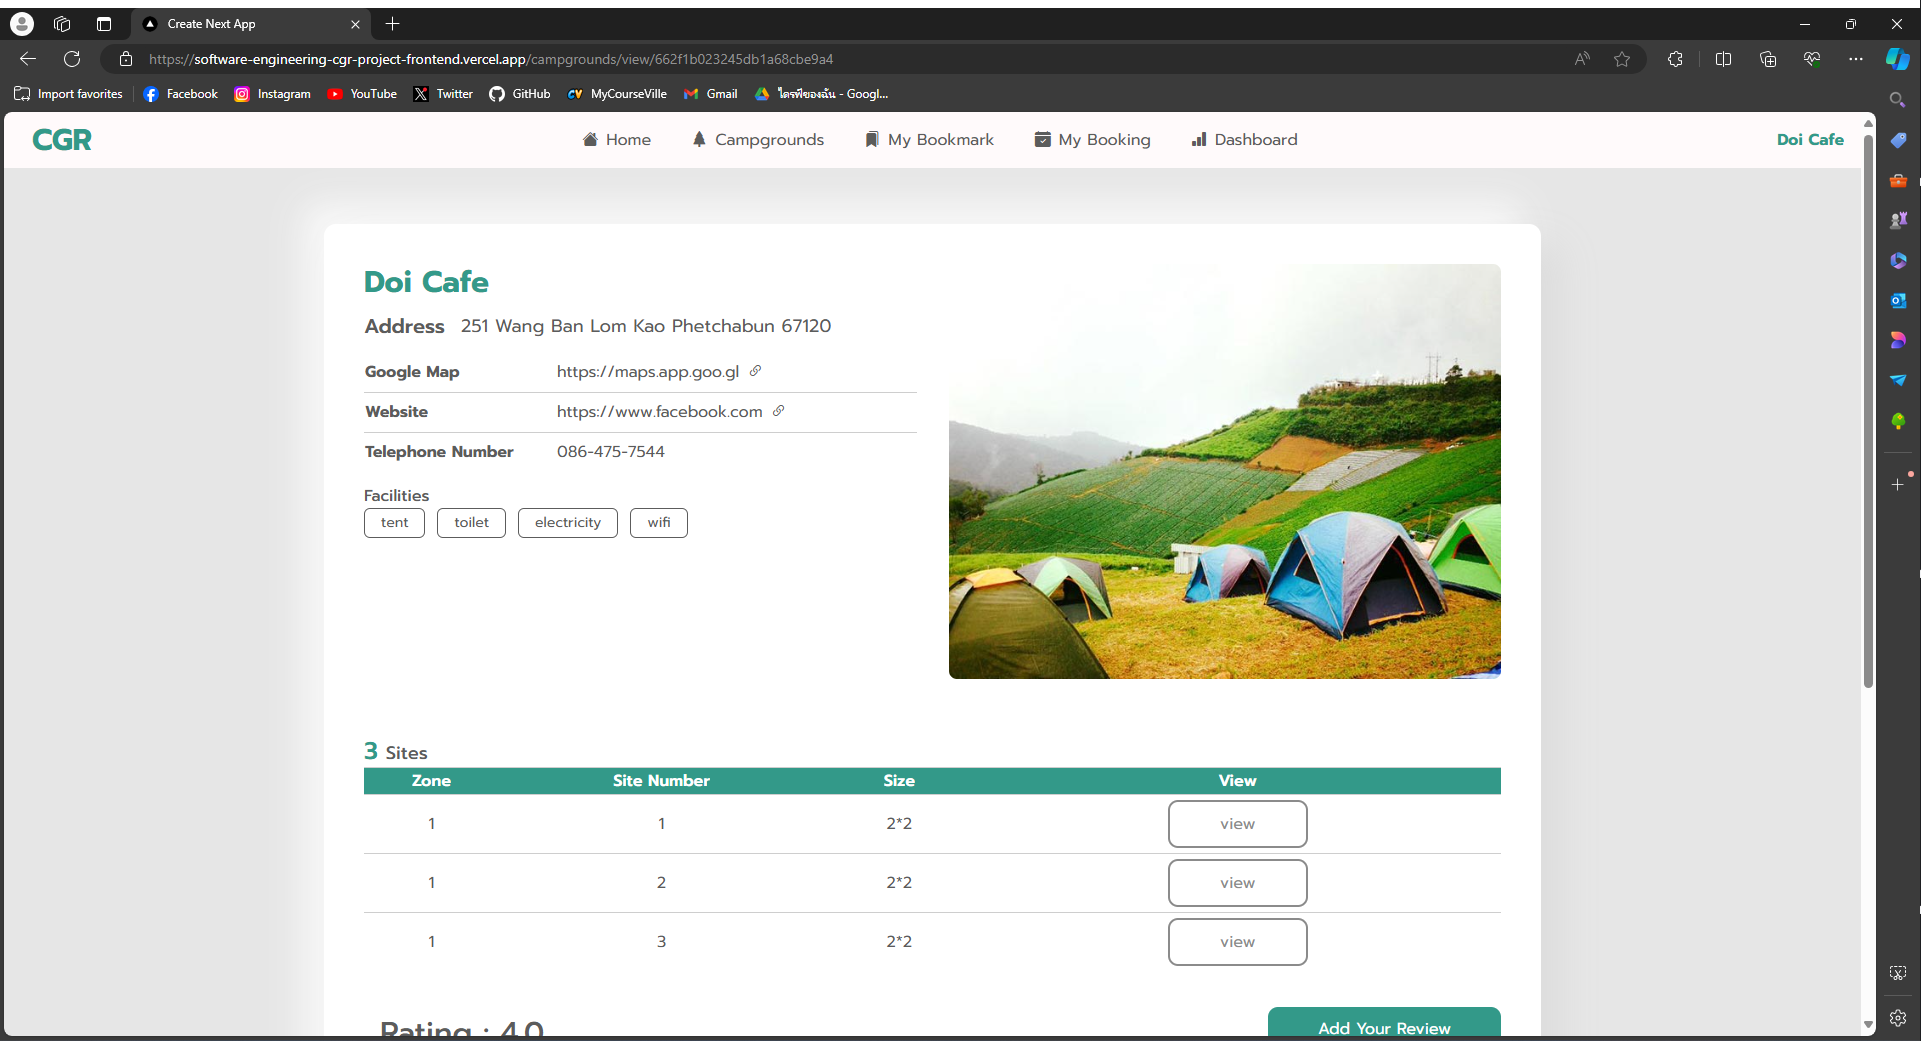 Create Next App
https://software-engineering-cgr-project-frontend.vercel.app/campgrounds/view/662f1b023245db1a68cbe9a4
Import favorites Facebook Instagram YouTube Twitter GitHub MyCourseVille Gmail ไดรฟ์ของฉัน - Googl...
CGR Home Campgrounds My Bookmark My Booking Dashboard Doi Cafe
Doi Cafe
Address 251 Wang Ban Lom Kao Phetchabun 67120
Google Map https://maps.app.goo.gl
Website https://www.facebook.com
Telephone Number 086-475-7544
Facilities
tent toilet electricity wifi
3 Sites
Zone Site Number Size View
1 1 2*2 view
1 2 2*2 view
1 3 2*2 view
Rating : 4.0 Add Your Review